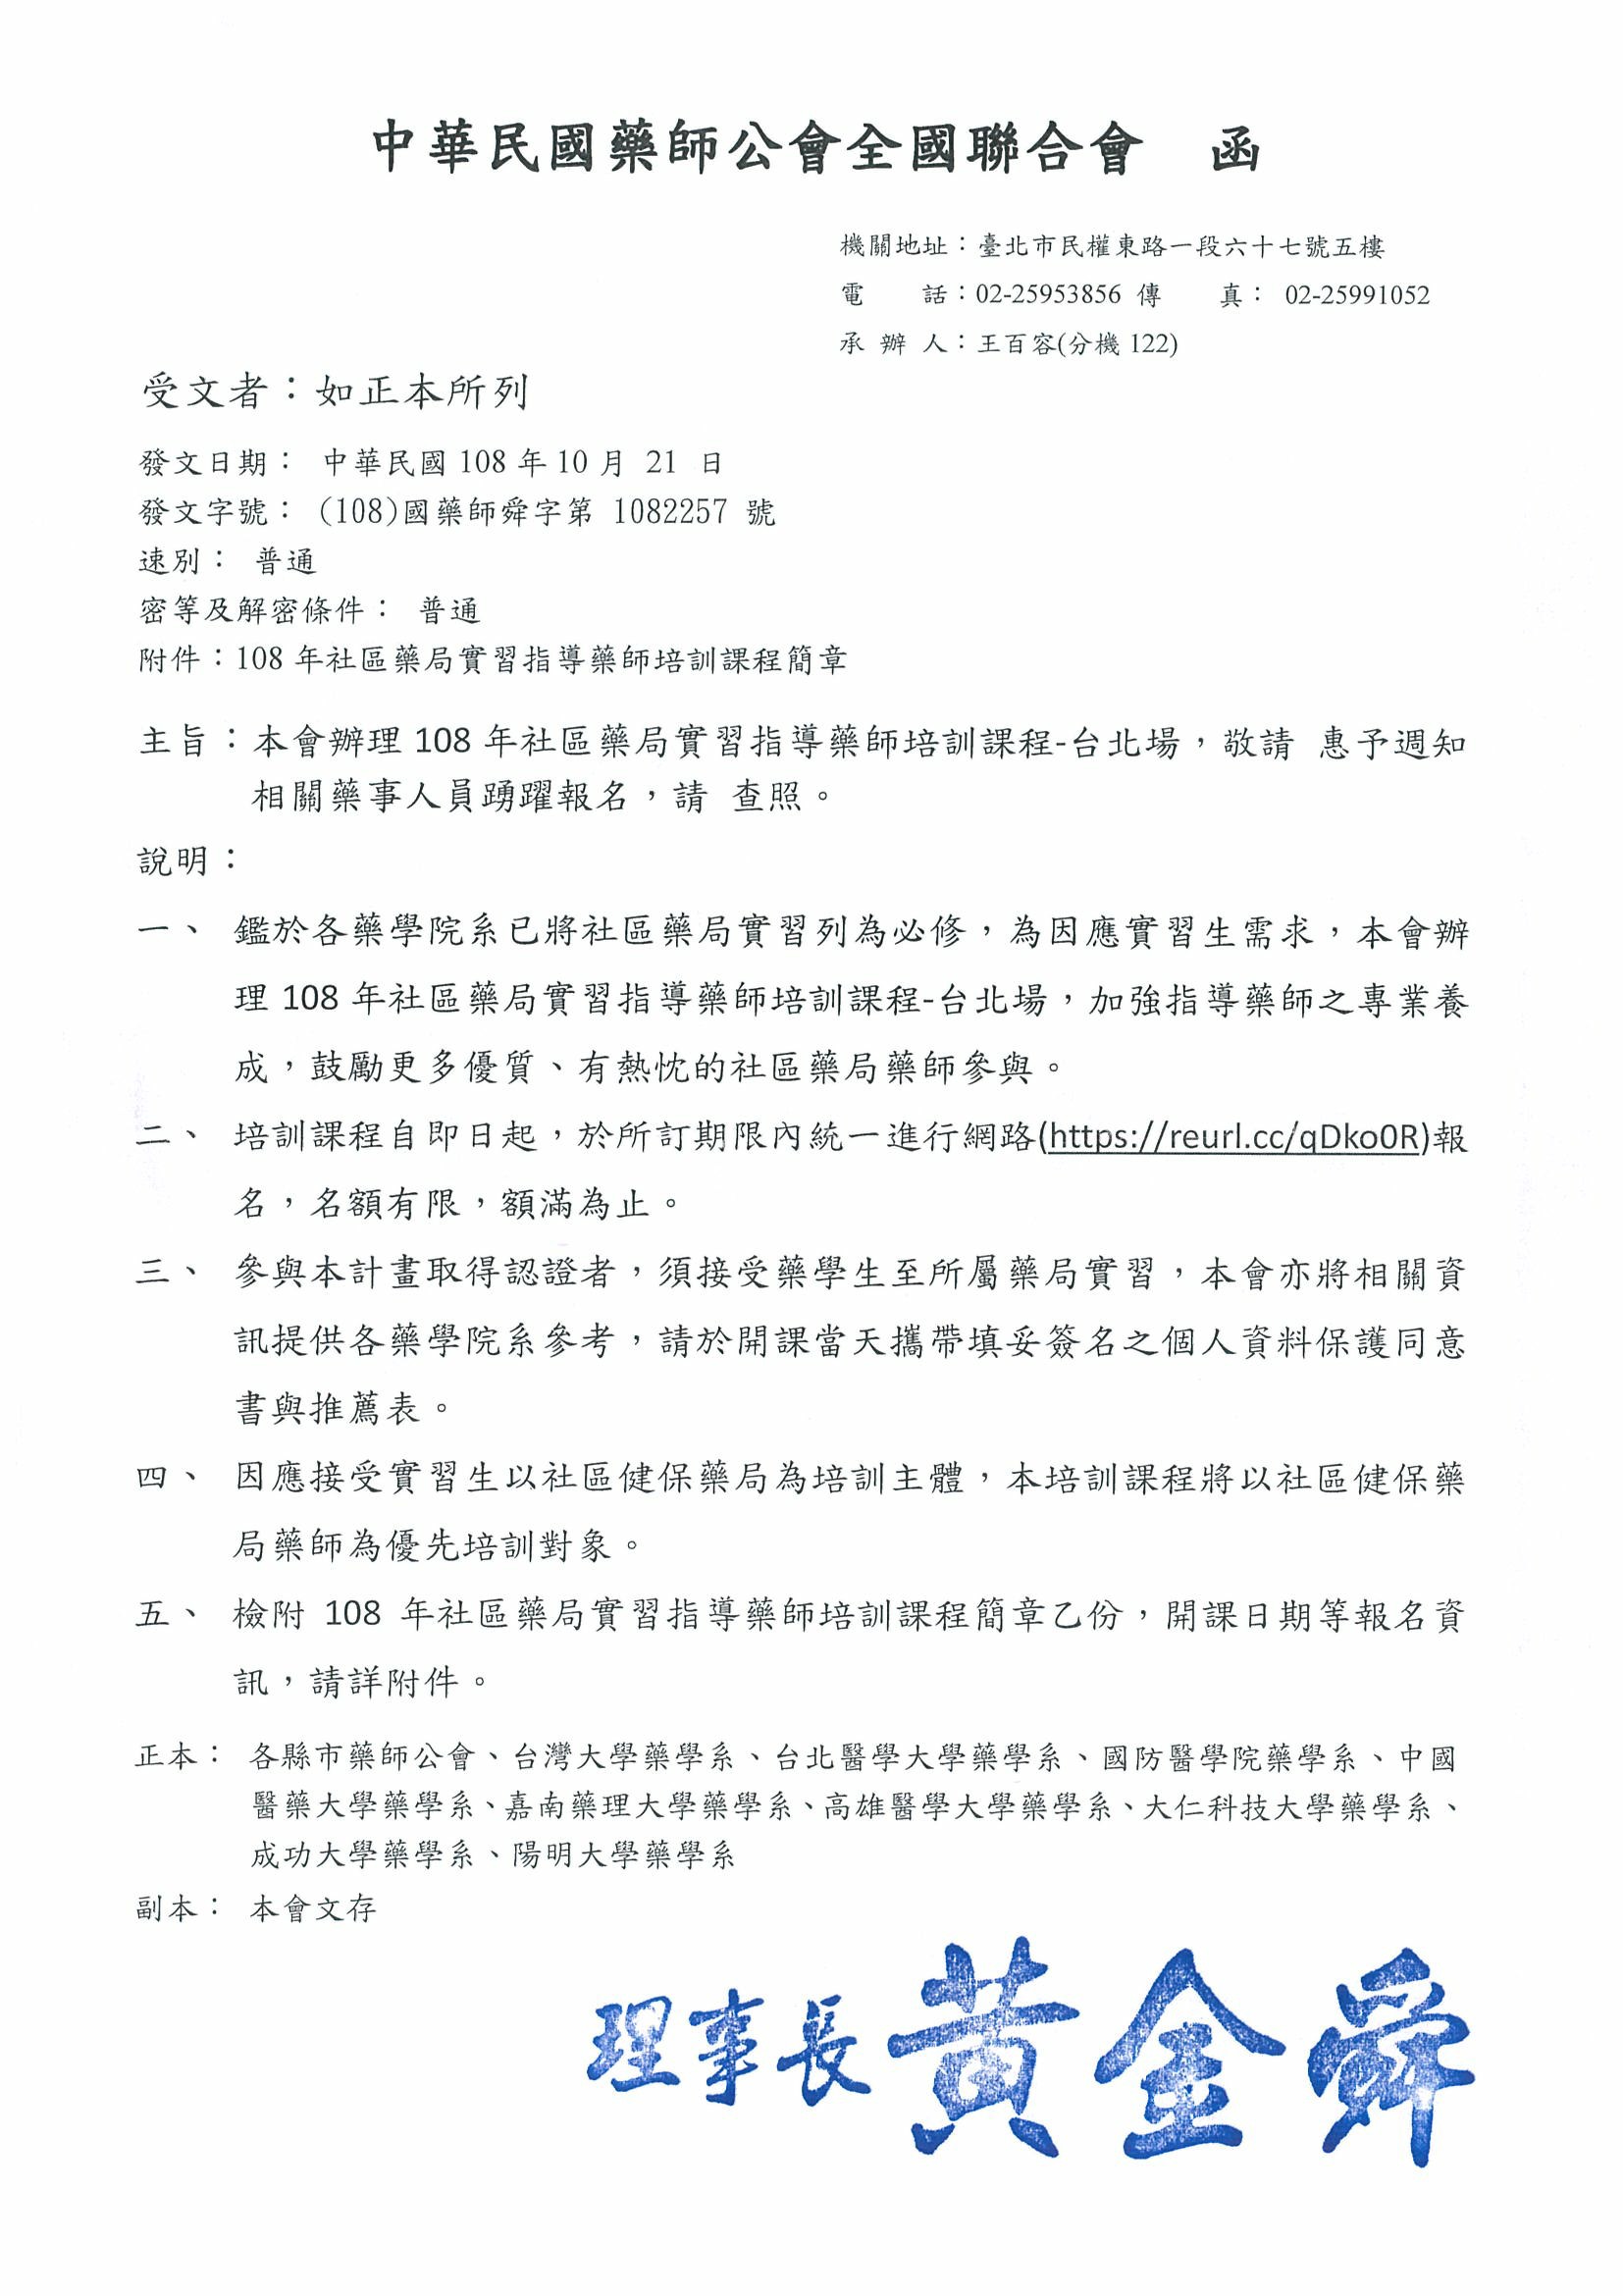 中華民國藥師公會全國聯合會　函
機關地址：臺北市民權東路一段六十七號五樓
電　　話：02-25953856 傳　　真： 02-25991052
承 辦 人：王百容(分機 122)
受文者：如正本所列
發文日期： 中華民國 108 年 10 月 21 日
發文字號： (108)國藥師舜字第 1082257 號
速別： 普通
密等及解密條件： 普通
附件：108 年社區藥局實習指導藥師培訓課程簡章
主旨：本會辦理 108 年社區藥局實習指導藥師培訓課程-台北場，敬請 惠予週知
相關藥事人員踴躍報名，請 查照。
說明：
一、 鑑於各藥學院系已將社區藥局實習列為必修，為因應實習生需求，本會辦
理 108 年社區藥局實習指導藥師培訓課程-台北場，加強指導藥師之專業養
成，鼓勵更多優質、有熱忱的社區藥局藥師參與。
二、 培訓課程自即日起，於所訂期限內統一進行網路(https://reurl.cc/qDko0R)報
名，名額有限，額滿為止。
三、 參與本計畫取得認證者，須接受藥學生至所屬藥局實習，本會亦將相關資
訊提供各藥學院系參考，請於開課當天攜帶填妥簽名之個人資料保護同意
書與推薦表。
四、 因應接受實習生以社區健保藥局為培訓主體，本培訓課程將以社區健保藥
局藥師為優先培訓對象。
五、 檢附 108 年社區藥局實習指導藥師培訓課程簡章乙份，開課日期等報名資
訊，請詳附件。
正本： 各縣市藥師公會、台灣大學藥學系、台北醫學大學藥學系、國防醫學院藥學系、中國
醫藥大學藥學系、嘉南藥理大學藥學系、高雄醫學大學藥學系、大仁科技大學藥學系、
成功大學藥學系、陽明大學藥學系
副本： 本會文存
理事長 黃金舜